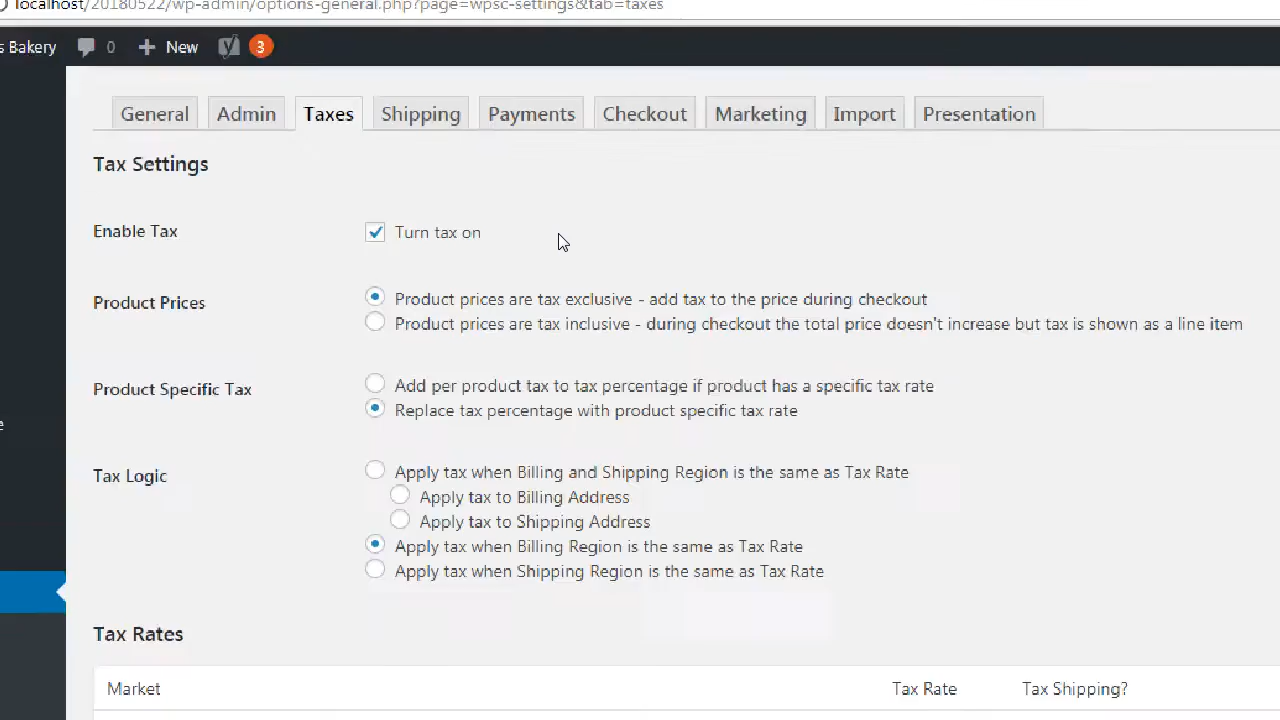 localhost/20180522/wp-admin/options-general.php?page=wpsc-settings&tab=taxes
s Bakery 0 New 3
General Admin Taxes Shipping Payments Checkout Marketing Import Presentation
Tax Settings
Enable Tax Turn tax on
Product Prices Product prices are tax exclusive - add tax to the price during checkout
Product prices are tax inclusive - during checkout the total price doesn't increase but tax is shown as a line item
Product Specific Tax Add per product tax to tax percentage if product has a specific tax rate
Replace tax percentage with product specific tax rate
Tax Logic Apply tax when Billing and Shipping Region is the same as Tax Rate
Apply tax to Billing Address
Apply tax to Shipping Address
Apply tax when Billing Region is the same as Tax Rate
e
Apply tax when Shipping Region is the same as Tax Rate
Tax Rates
Market Tax Rate Tax Shipping?